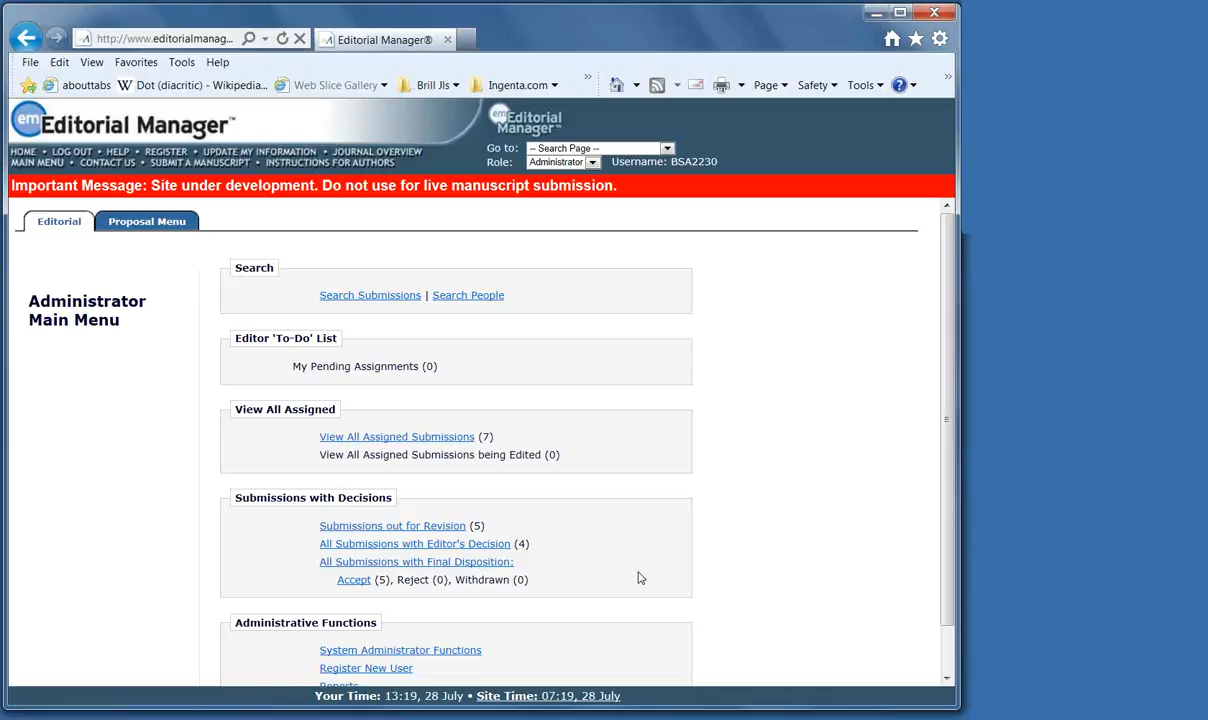 http://www.editorialmanag...
Editorial Manager®
File Edit View Favorites Tools Help
abouttabs W Dot (diacritic) - Wikipedia... Web Slice Gallery Brill Jls Ingenta.com » Page Safety Tools »
em Editorial Manager™
em Editorial Manager™
Go to: -- Search Page --
HOME • LOG OUT • HELP • REGISTER • UPDATE MY INFORMATION • JOURNAL OVERVIEW
MAIN MENU • CONTACT US • SUBMIT A MANUSCRIPT • INSTRUCTIONS FOR AUTHORS
Role: Administrator Username: BSA2230
Important Message: Site under development. Do not use for live manuscript submission.
Editorial Proposal Menu
Administrator
Main Menu
Search
Search Submissions | Search People
Editor 'To-Do' List
My Pending Assignments (0)
View All Assigned
View All Assigned Submissions (7)
View All Assigned Submissions being Edited (0)
Submissions with Decisions
Submissions out for Revision (5)
All Submissions with Editor's Decision (4)
All Submissions with Final Disposition:
Accept (5), Reject (0), Withdrawn (0)
Administrative Functions
System Administrator Functions
Register New User
Reports
Your Time: 13:19, 28 July • Site Time: 07:19, 28 July